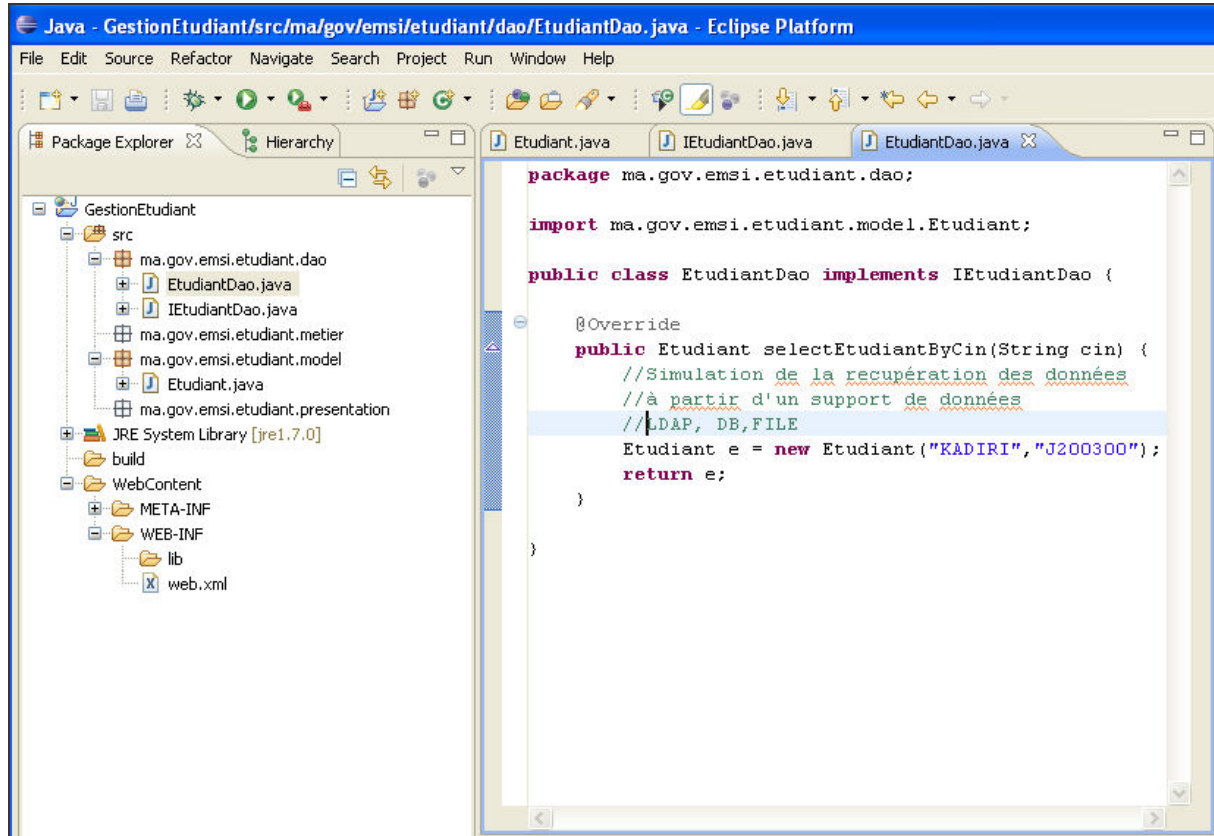 Java - GestionEtudiant/src/ma/gov/emsi/etudiant/dao/EtudiantDao.java - Eclipse Platform
File Edit Source Refactor Navigate Search Project Run Window Help
Package Explorer
Hierarchy
GestionEtudiant
src
ma.gov.emsi.etudiant.dao
EtudiantDao.java
IEtudiantDao.java
ma.gov.emsi.etudiant.metier
ma.gov.emsi.etudiant.model
Etudiant.java
ma.gov.emsi.etudiant.presentation
JRE System Library [jre1.7.0]
build
WebContent
META-INF
WEB-INF
lib
web.xml
Etudiant.java
IEtudiantDao.java
EtudiantDao.java
package ma.gov.emsi.etudiant.dao;
import ma.gov.emsi.etudiant.model.Etudiant;
public class EtudiantDao implements IEtudiantDao {
@Override
public Etudiant selectEtudiantByCin(String cin) {
//Simulation de la recupération des données
//à partir d'un support de données
//LDAP, DB,FILE
Etudiant e = new Etudiant("KADIRI","J200300");
return e;
}
}